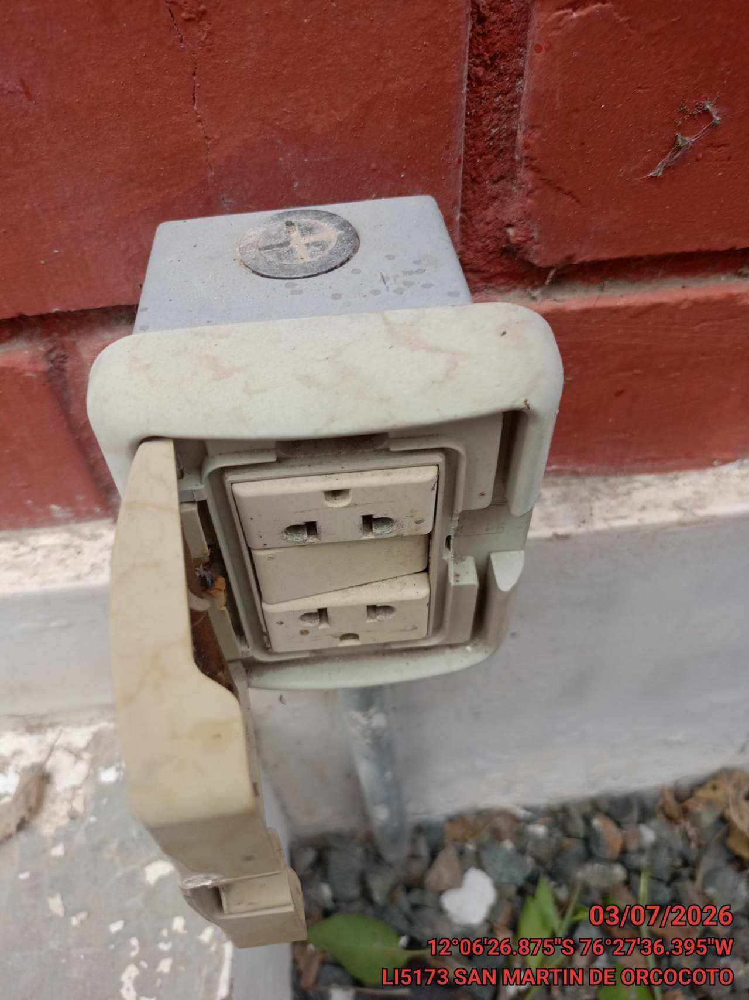 03/07/2026
12°06'26.875"S 76°27'36.395"W
LI5173 SAN MARTIN DE ORCOCOTO